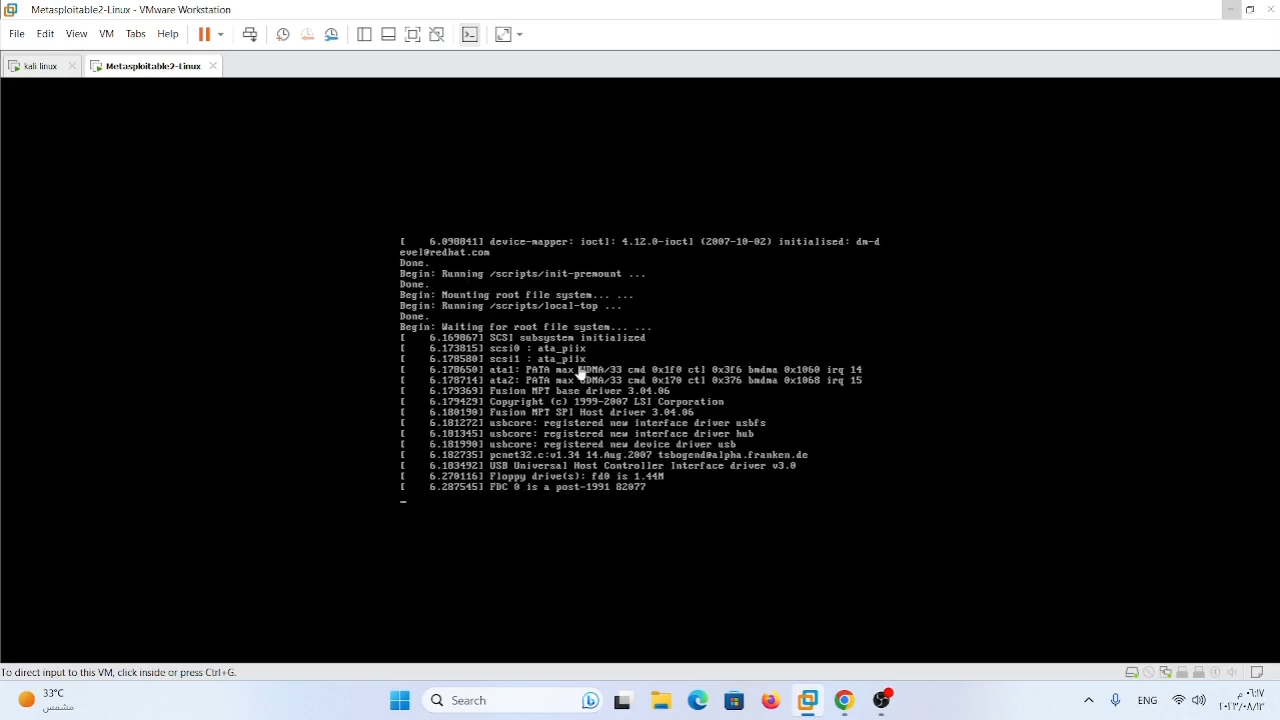 Metasploitable2-Linux - VMware Workstation
File Edit View VM Tabs Help
kali linux
Metasploitable2-Linux
[ 6.098841] device-mapper: ioctl: 4.12.0-ioctl (2007-10-02) initialised: dm-d
evel@redhat.com
Done.
Begin: Running /scripts/init-premount ...
Done.
Begin: Mounting root file system... ...
Begin: Running /scripts/local-top ...
Done.
Begin: Waiting for root file system... ...
[ 6.169867] SCSI subsystem initialized
[ 6.173815] scsi0 : ata_piix
[ 6.178580] scsi1 : ata_piix
[ 6.178650] ata1: PATA max UDMA/33 cmd 0x1f0 ctl 0x3f6 bmdma 0x1060 irq 14
[ 6.178714] ata2: PATA max UDMA/33 cmd 0x170 ctl 0x376 bmdma 0x1068 irq 15
[ 6.179369] Fusion MPT base driver 3.04.06
[ 6.179429] Copyright (c) 1999-2007 LSI Corporation
[ 6.180190] Fusion MPT SPI Host driver 3.04.06
[ 6.181272] usbcore: registered new interface driver usbfs
[ 6.181345] usbcore: registered new interface driver hub
[ 6.181990] usbcore: registered new device driver usb
[ 6.182735] pcnet32.c:v1.34 14.Aug.2007 tsbogend@alpha.franken.de
[ 6.183492] USB Universal Host Controller Interface driver v3.0
[ 6.270116] Floppy drive(s): fd0 is 1.44M
[ 6.287545] FDC 0 is a post-1991 82077
To direct input to this VM, click inside or press Ctrl+G.
33°C
مشمس
Search
ENG